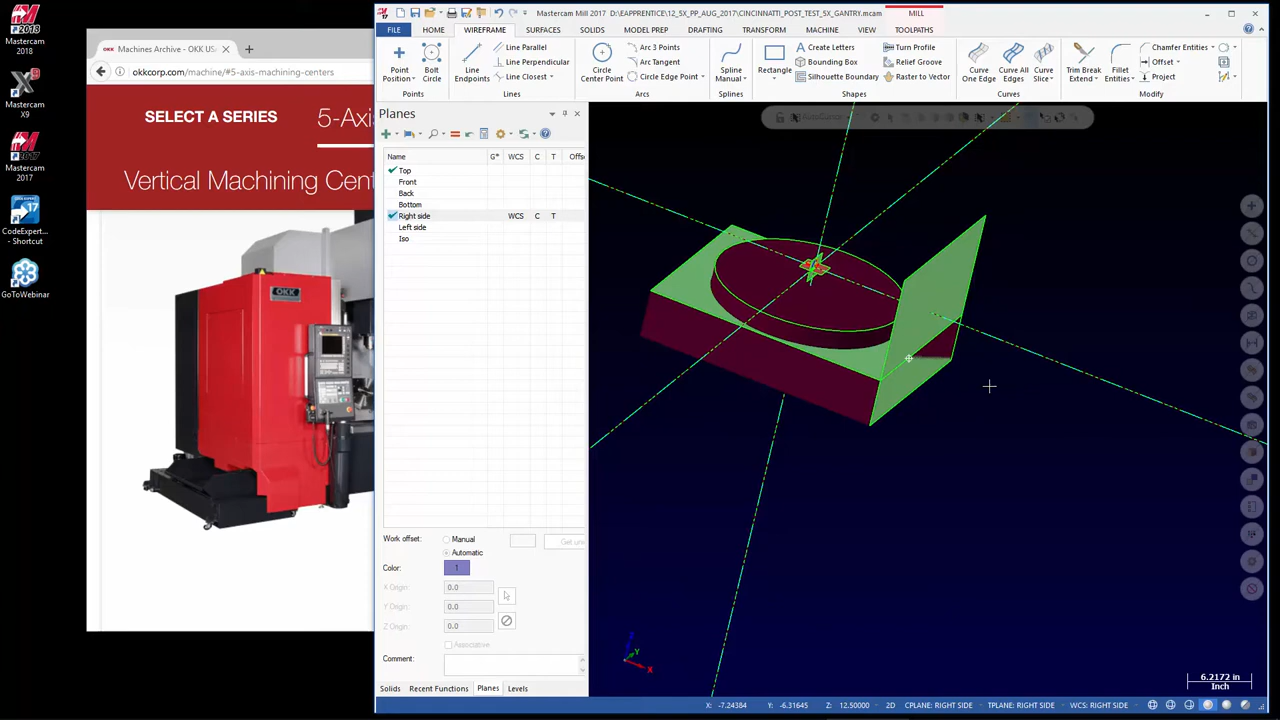 Mastercam 2018
Mastercam X9
Mastercam 2017
CodeExpert... - Shortcut
GoToWebinar
Machines Archive - OKK US
okkcorp.com/machine/#5-axis-machining-centers
SELECT A SERIES
5-Axi
Vertical Machining Cent
OKK
Mastercam Mill 2017 D:\EAPPRENTICE\12_5X_PP_AUG_2017\CINCINNATTI_POST_TEST_5X_GANTRY.mcam
MILL
FILE HOME WIREFRAME SURFACES SOLIDS MODEL PREP DRAFTING TRANSFORM MACHINE VIEW TOOLPATHS
Point Position
Bolt Circle
Points
Line Endpoints
Line Parallel
Line Perpendicular
Line Closest
Lines
Circle Center Point
Arc 3 Points
Arc Tangent
Circle Edge Point
Arcs
Spline Manual
Splines
Rectangle
Create Letters
Bounding Box
Silhouette Boundary
Turn Profile
Relief Groove
Raster to Vector
Shapes
Curve One Edge
Curve All Edges
Curve Slice
Curves
Trim Break Extend
Fillet Entities
Chamfer Entities
Offset
Project
Modify
Planes
Name G* WCS C T Offs
Top
Front
Back
Bottom
Right side WCS C T
Left side
Iso
Work offset: Manual
Automatic
Color: 1
X Origin: 0.0
Y Origin: 0.0
Z Origin: 0.0
Associative
Comment:
Solids Recent Functions Planes Levels
AutoCursor
Z
Y
X
6.2172 in
Inch
X: -7.24384 Y: -6.31645 Z: 12.50000 2D CPLANE: RIGHT SIDE TPLANE: RIGHT SIDE WCS: RIGHT SIDE